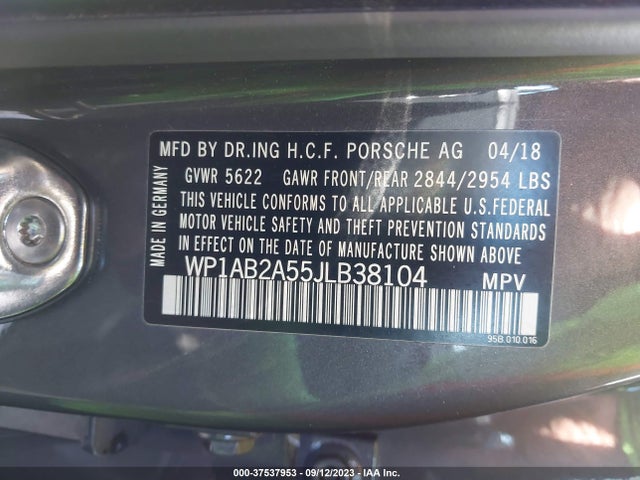 MFD BY DR.ING H.C.F. PORSCHE AG 04/18
GVWR 5622 GAWR FRONT/REAR 2844/2954 LBS
THIS VEHICLE CONFORMS TO ALL APPLICABLE U.S.FEDERAL
MOTOR VEHICLE SAFETY AND THEFT PREVENTION STANDARDS
IN EFFECT ON THE DATE OF MANUFACTURE SHOWN ABOVE
WP1AB2A55JLB38104 MPV
95B.010.016
MADE IN GERMANY
000-37537953 - 09/12/2023 - IAA Inc.